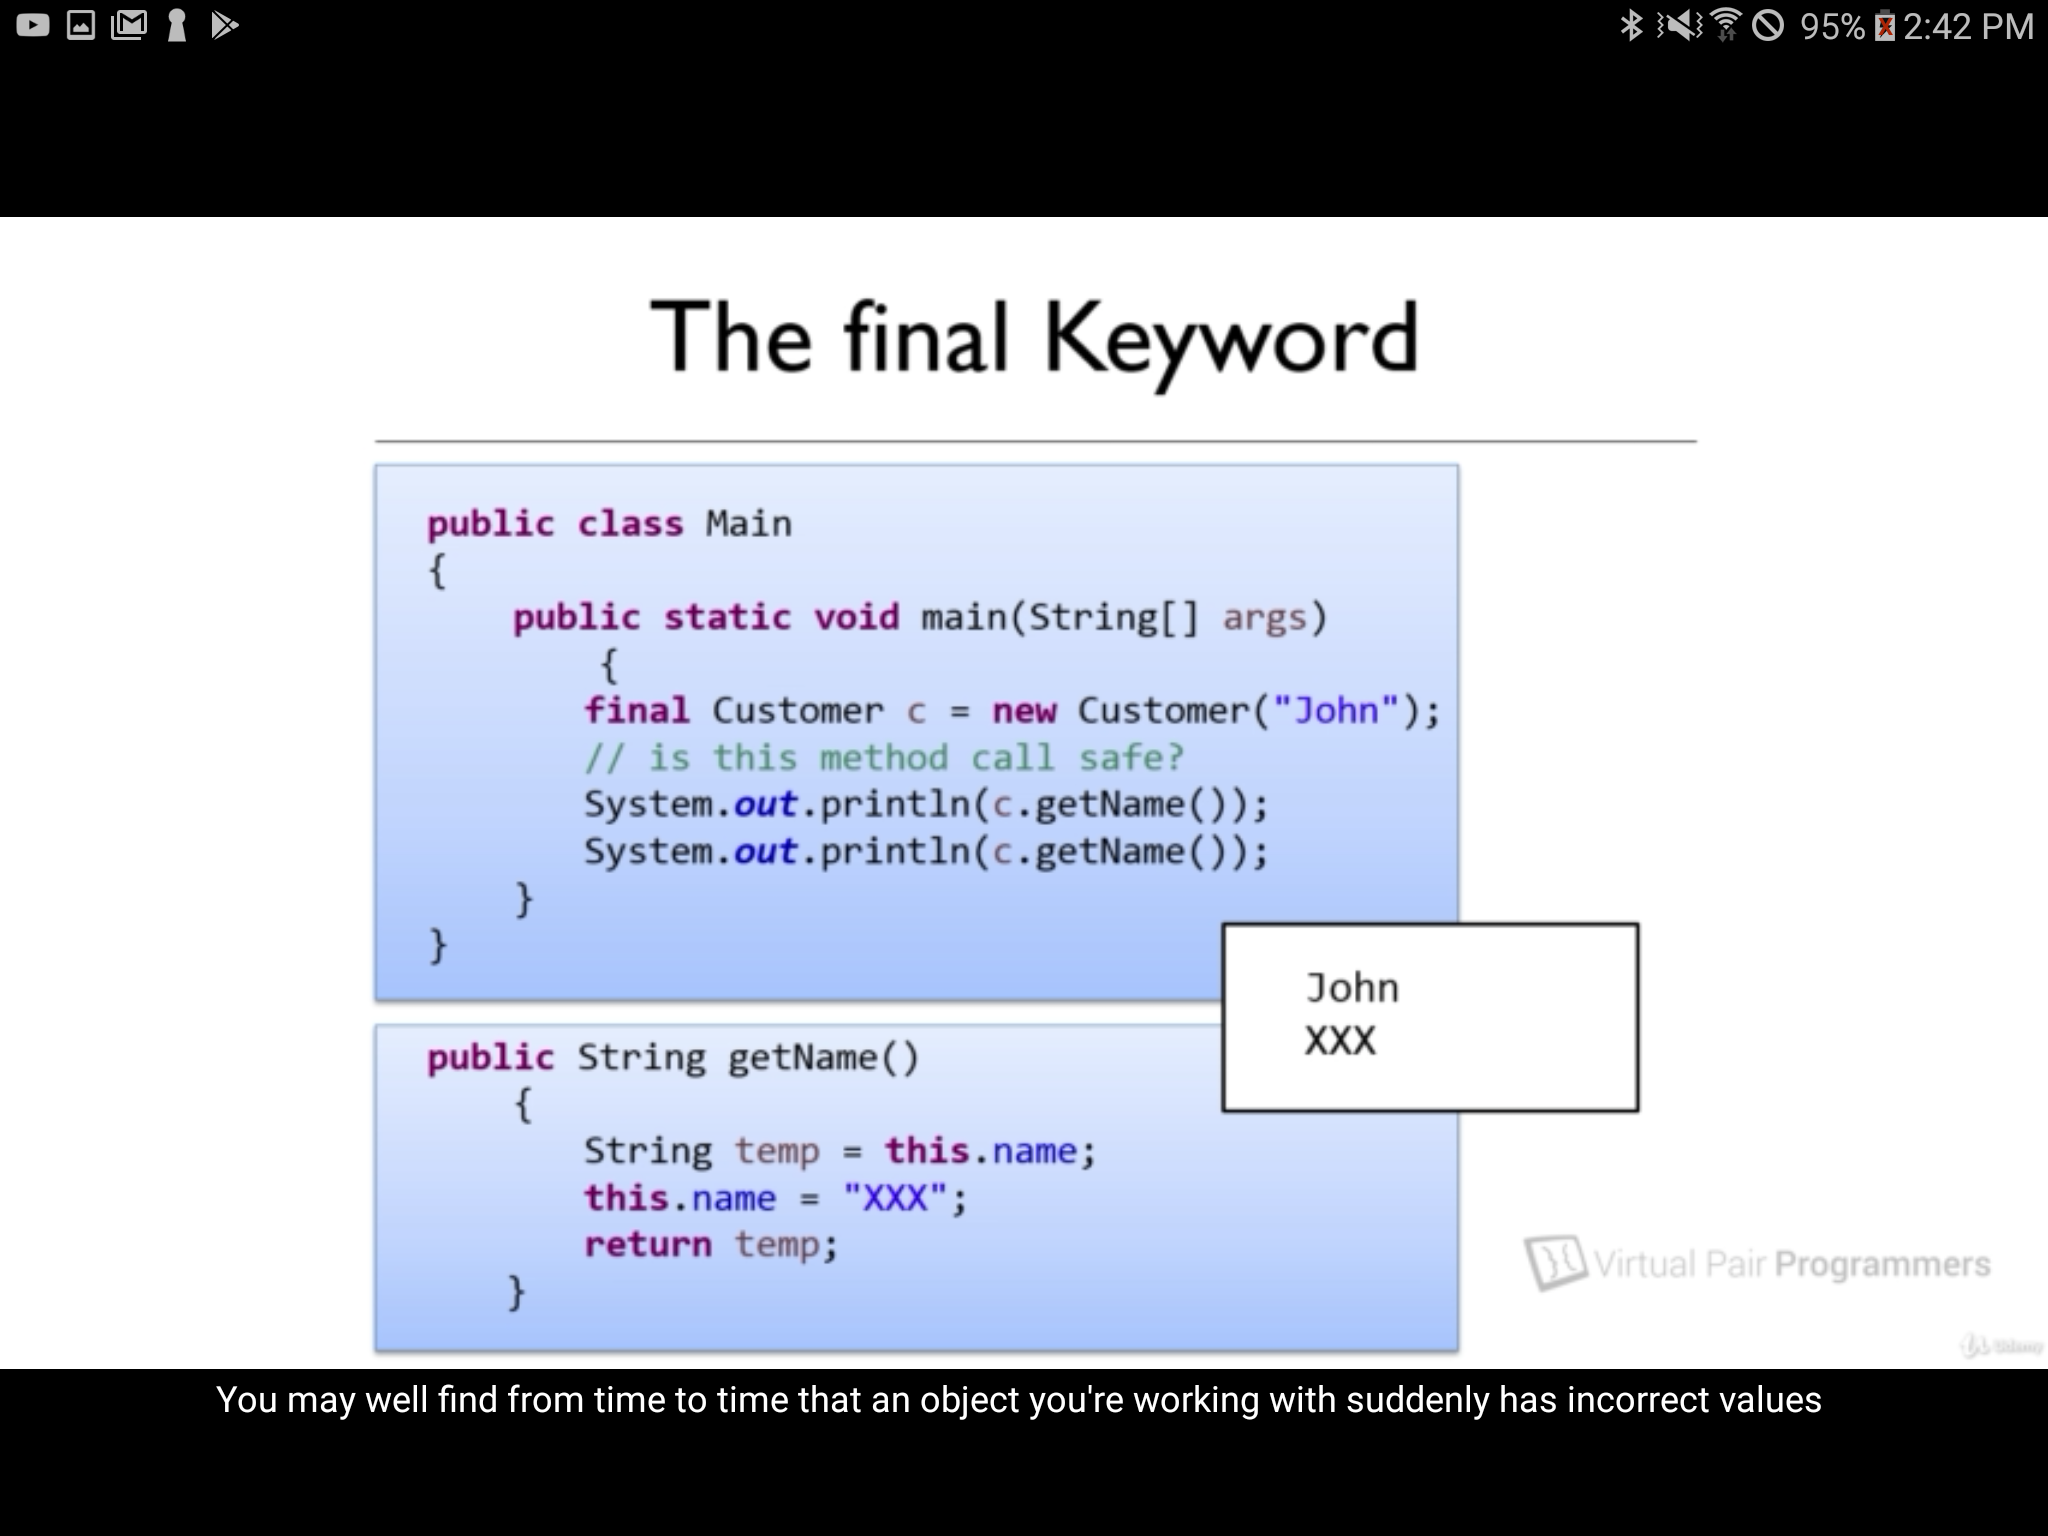 95% 2:42 PM
The final Keyword
public class Main
{
public static void main(String[] args)
{
final Customer c = new Customer("John");
// is this method call safe?
System.out.println(c.getName());
System.out.println(c.getName());
}
}
John
XXX
public String getName()
{
String temp = this.name;
this.name = "XXX";
return temp;
}
Virtual Pair Programmers
Udemy
You may well find from time to time that an object you're working with suddenly has incorrect values